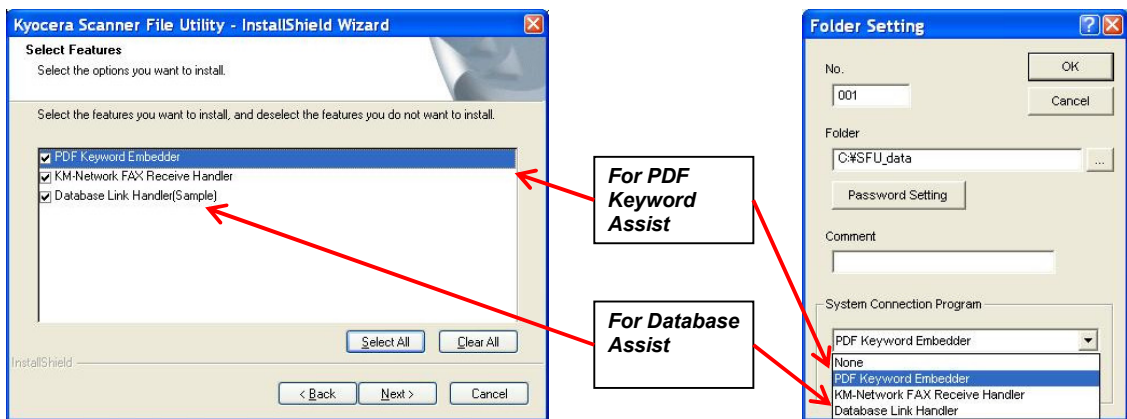 Kyocera Scanner File Utility - InstallShield Wizard
Select Features
Select the options you want to install.
Select the features you want to install, and deselect the features you do not want to install.
PDF Keyword Embedder
KM-Network FAX Receive Handler
Database Link Handler(Sample)
Select All
Clear All
InstallShield
< Back
Next >
Cancel
For PDF
Keyword
Assist
For Database
Assist
Folder Setting
No.
001
OK
Cancel
Folder
C:¥SFU_data
...
Password Setting
Comment
System Connection Program
PDF Keyword Embedder
None
PDF Keyword Embedder
KM-Network FAX Receive Handler
Database Link Handler